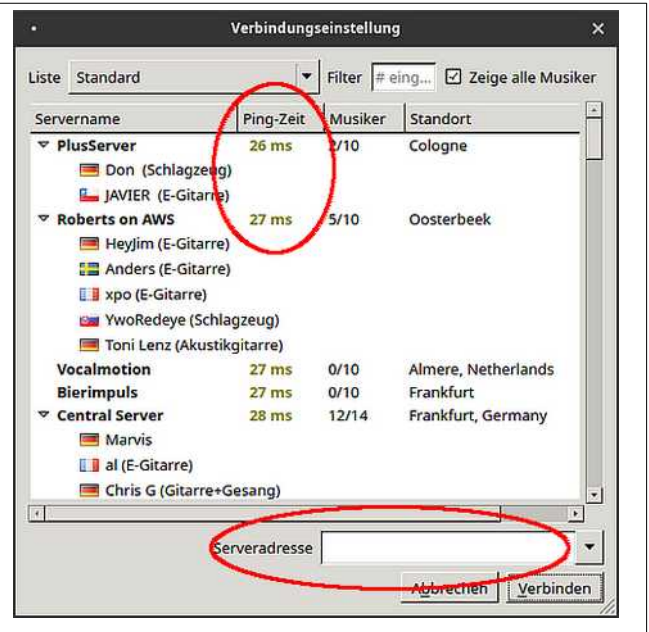 Verbindungseinstellung
Liste Standard Filter # eing... Zeige alle Musiker
Servername Ping-Zeit Musiker Standort
PlusServer 26 ms 2/10 Cologne
Don (Schlagzeug)
JAVIER (E-Gitarre)
Roberts on AWS 27 ms 5/10 Oosterbeek
HeyJim (E-Gitarre)
Anders (E-Gitarre)
xpo (E-Gitarre)
YwoRedeye (Schlagzeug)
Toni Lenz (Akustikgitarre)
Vocalmotion 27 ms 0/10 Almere, Netherlands
Bierimpuls 27 ms 0/10 Frankfurt
Central Server 28 ms 12/14 Frankfurt, Germany
Marvis
al (E-Gitarre)
Chris G (Gitarre+Gesang)
Serveradresse
Abbrechen Verbinden